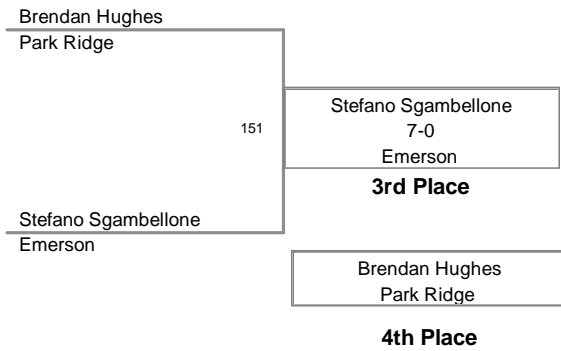 Brendan Hughes
Park Ridge
151
Stefano Sgambellone
7-0
Emerson
3rd Place
Stefano Sgambellone
Emerson
Brendan Hughes
Park Ridge
4th Place